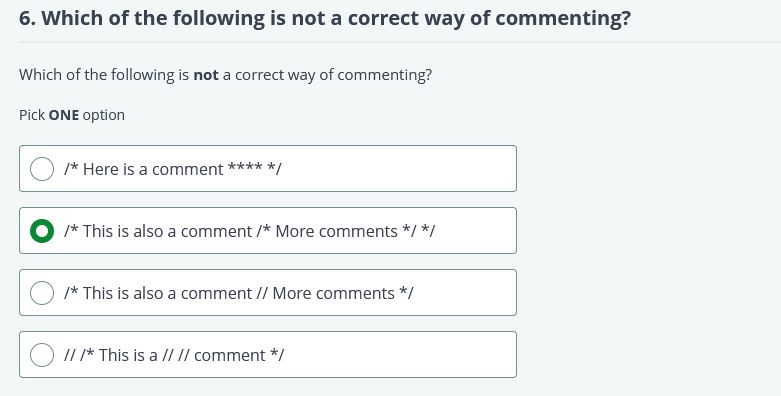 6. Which of the following is not a correct way of commenting?
Which of the following is not a correct way of commenting?
Pick ONE option
/* Here is a comment **** */
/* This is also a comment /* More comments */ */
/* This is also a comment // More comments */
// /* This is a // // comment */